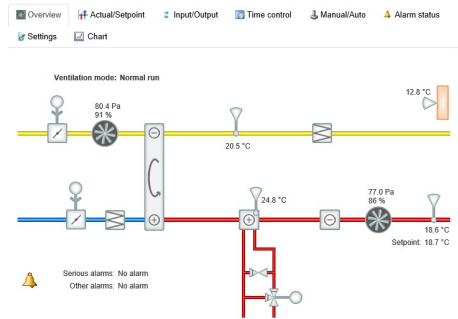 Overview Actual/Setpoint Input/Output Time control Manual/Auto Alarm status
Settings Chart
Ventilation mode: Normal run
12.8 °C
80.4 Pa
91 %
20.5 °C
77.0 Pa
86 %
24.8 °C
18.6 °C
Setpoint: 18.7 °C
Serious alarms: No alarm
Other alarms: No alarm